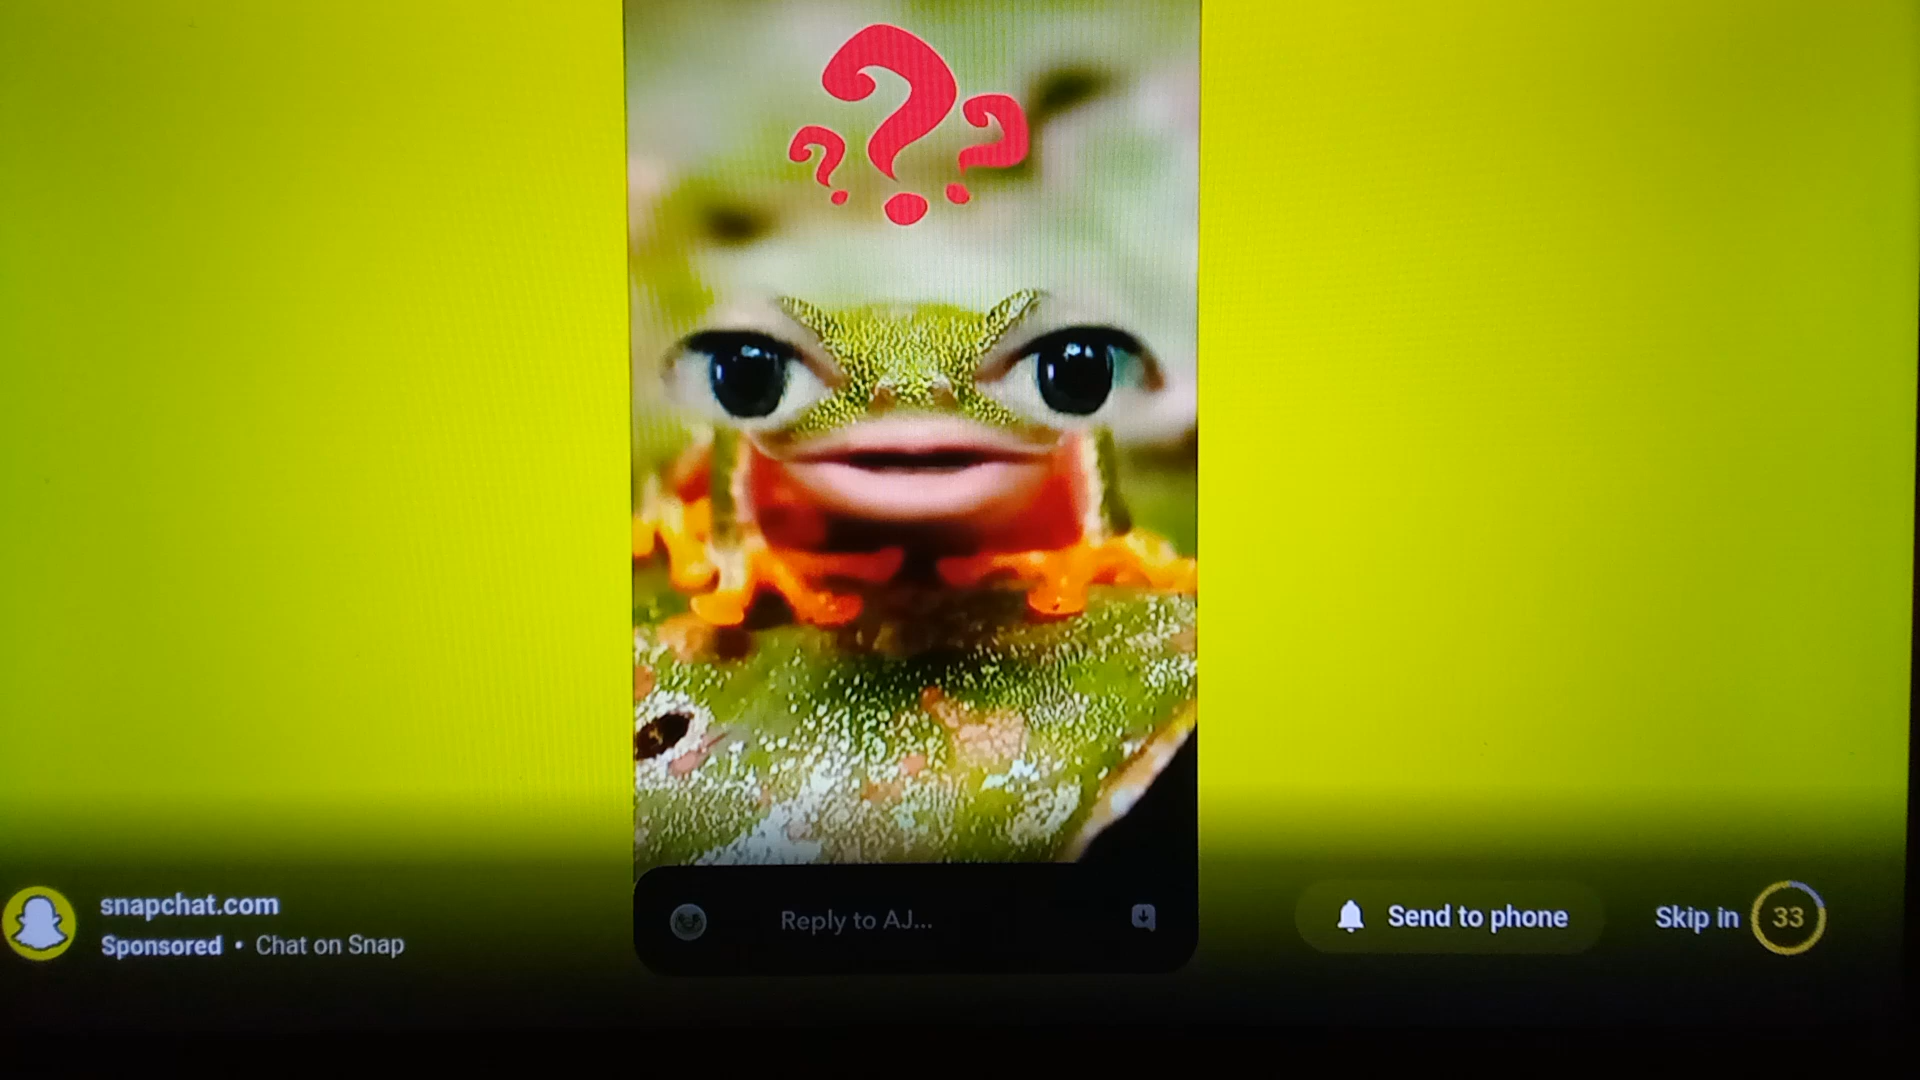 ???
snapchat.com
Sponsored • Chat on Snap
Reply to AJ...
Send to phone
Skip in 33